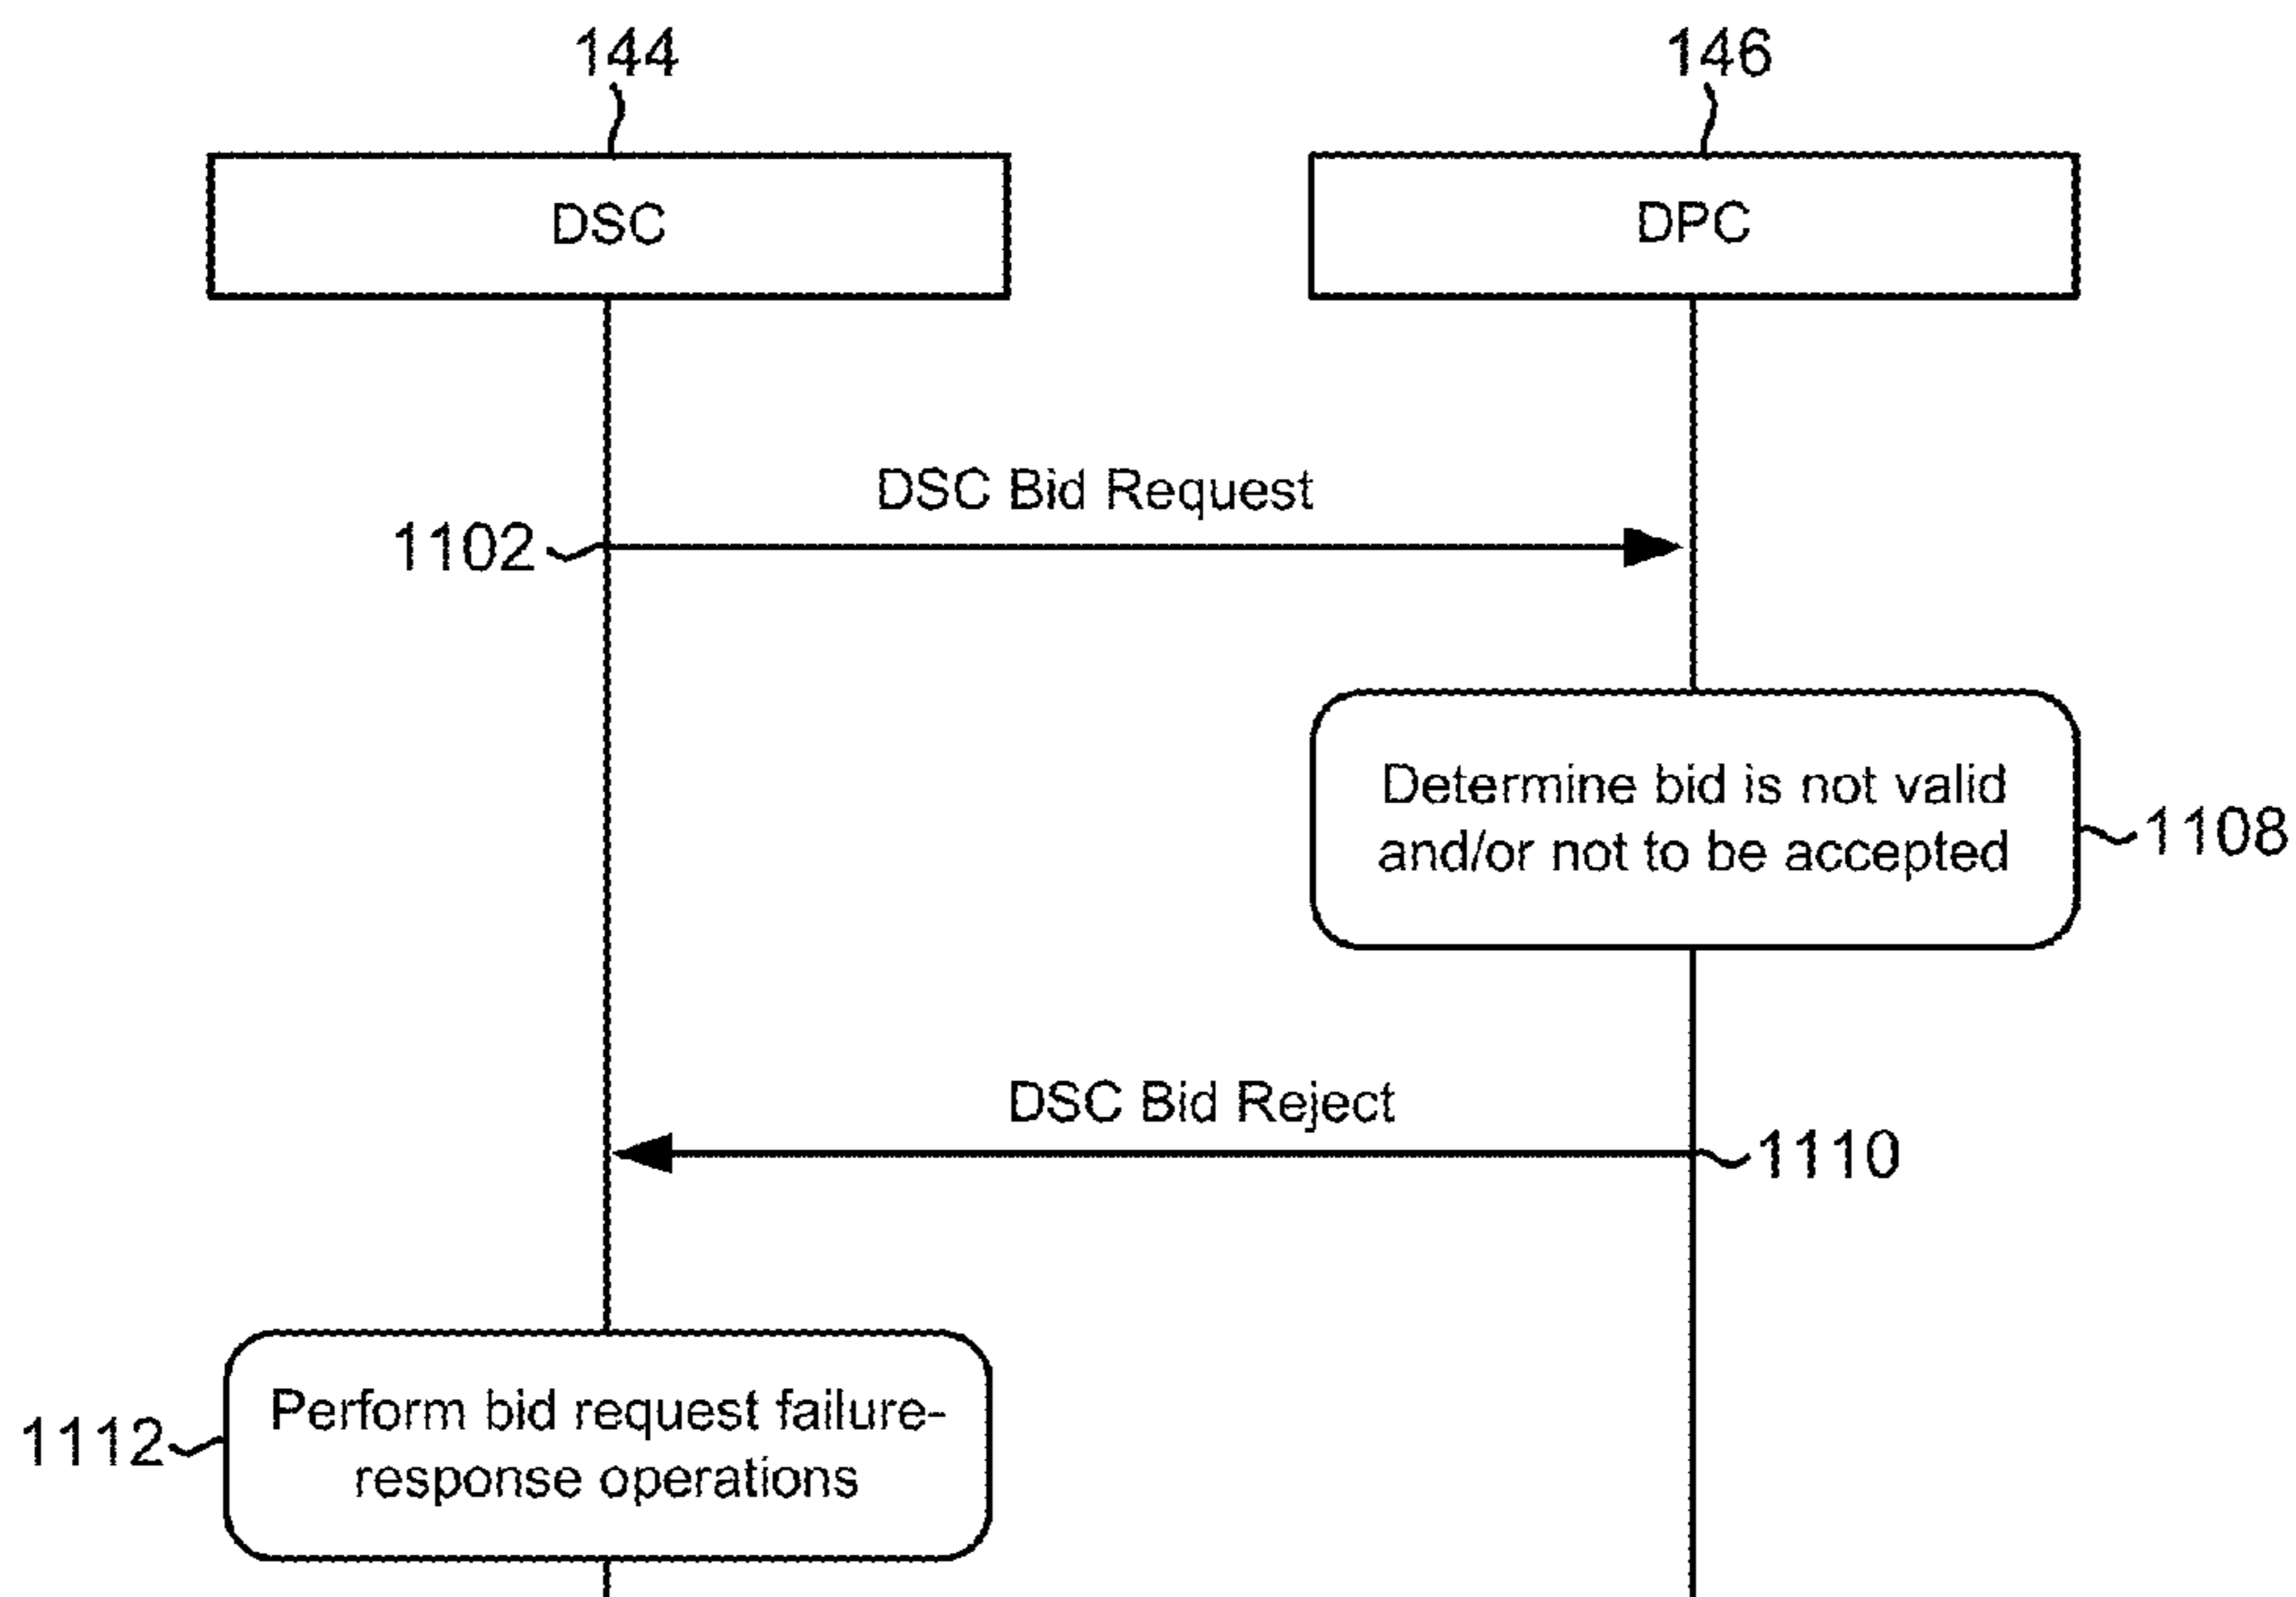 144
146
DSC
DPC
DSC Bid Request
1102
Determine bid is not valid
and/or not to be accepted
1108
DSC Bid Reject
1110
Perform bid request failure-
response operations
1112